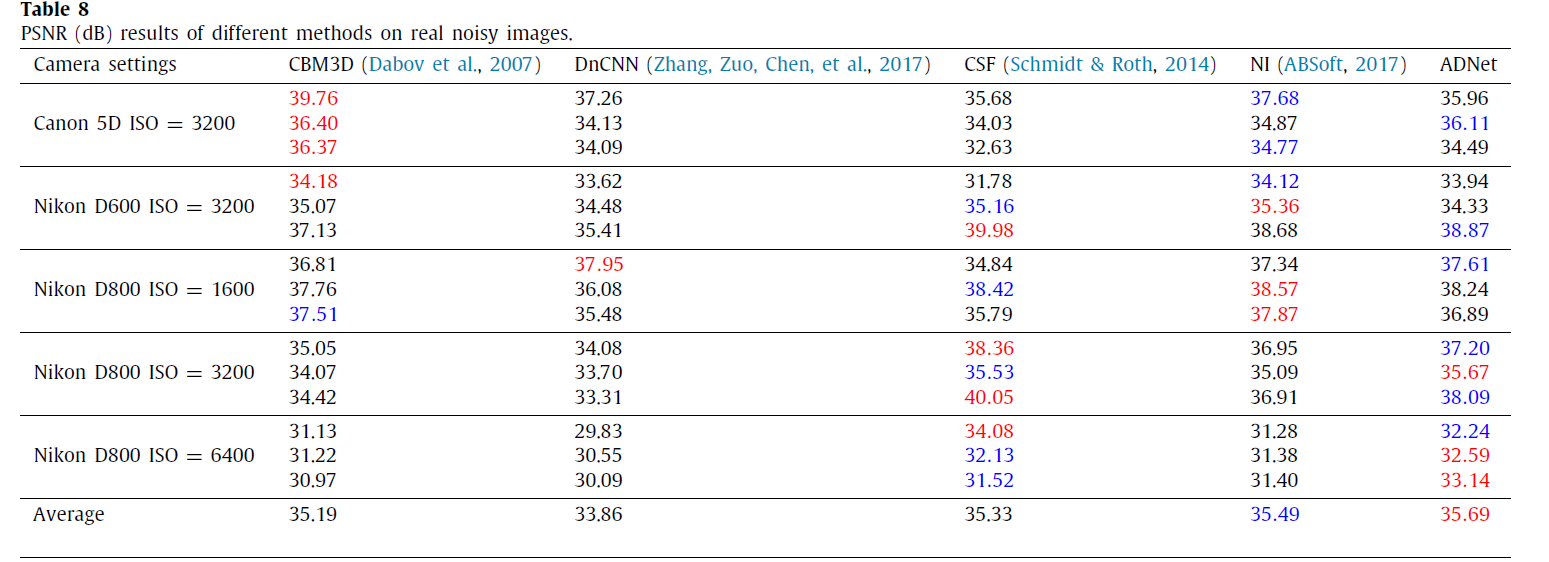 Table 8
PSNR (dB) results of different methods on real noisy images.
Camera settings CBM3D (Dabov et al., 2007) DnCNN (Zhang, Zuo, Chen, et al., 2017) CSF (Schmidt & Roth, 2014) NI (ABSoft, 2017) ADNet
39.76 37.26 35.68 37.68 35.96
Canon 5D ISO = 3200 36.40 34.13 34.03 34.87 36.11
36.37 34.09 32.63 34.77 34.49
34.18 33.62 31.78 34.12 33.94
Nikon D600 ISO = 3200 35.07 34.48 35.16 35.36 34.33
37.13 35.41 39.98 38.68 38.87
36.81 37.95 34.84 37.34 37.61
Nikon D800 ISO = 1600 37.76 36.08 38.42 38.57 38.24
37.51 35.48 35.79 37.87 36.89
35.05 34.08 38.36 36.95 37.20
Nikon D800 ISO = 3200 34.07 33.70 35.53 35.09 35.67
34.42 33.31 40.05 36.91 38.09
31.13 29.83 34.08 31.28 32.24
Nikon D800 ISO = 6400 31.22 30.55 32.13 31.38 32.59
30.97 30.09 31.52 31.40 33.14
Average 35.19 33.86 35.33 35.49 35.69